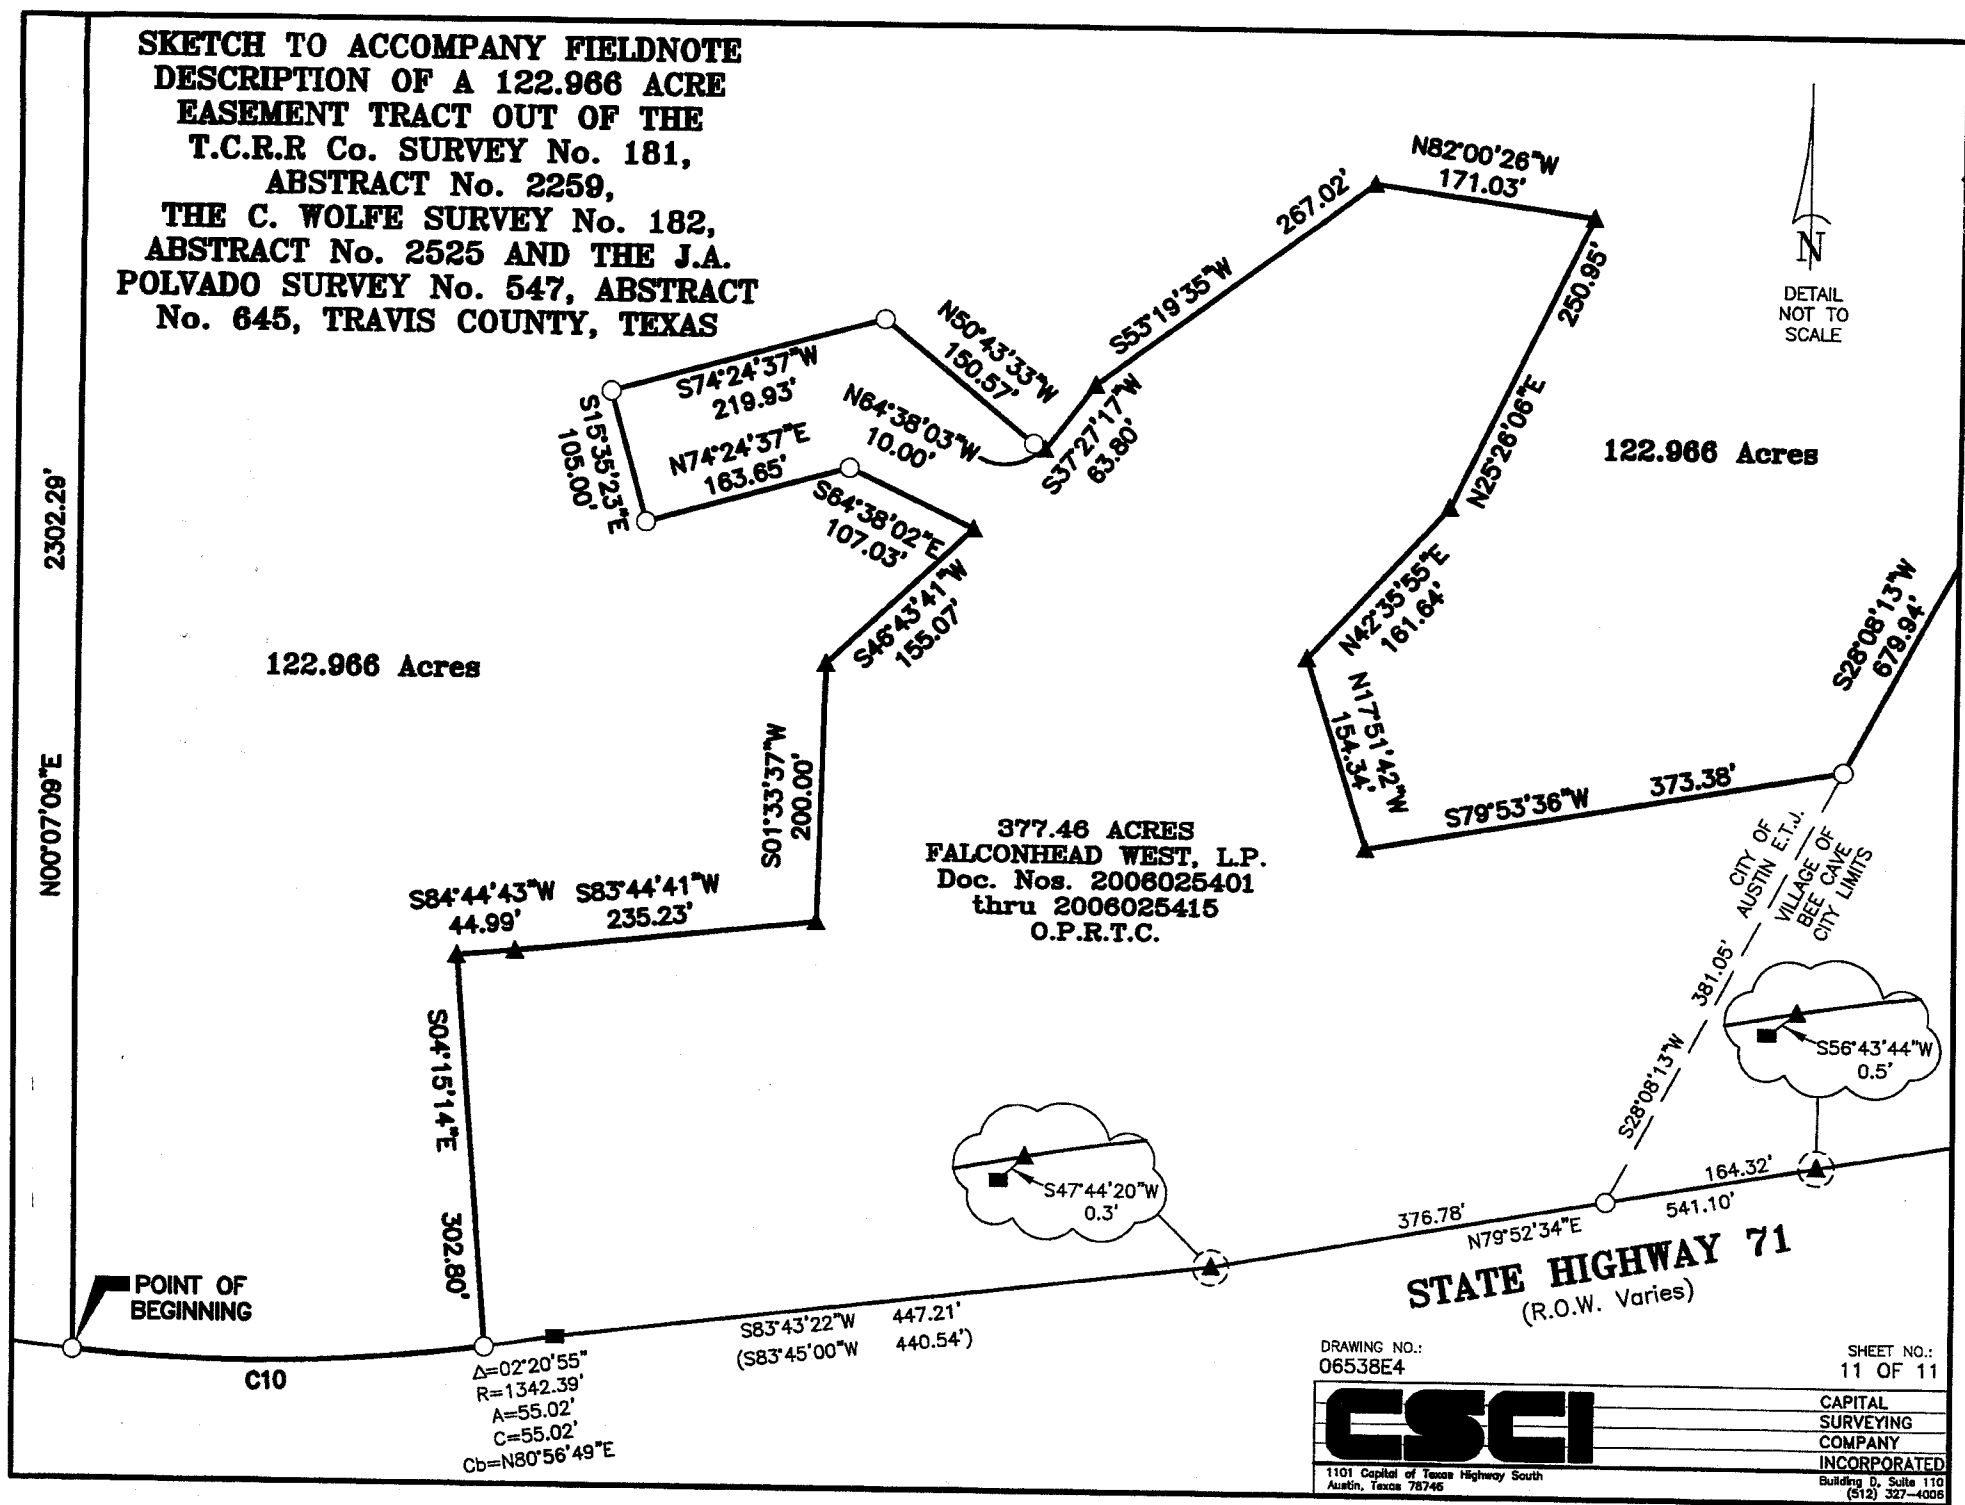 SKETCH TO ACCOMPANY FIELDNOTE
DESCRIPTION OF A 122.966 ACRE
EASEMENT TRACT OUT OF THE
T.C.R.R Co. SURVEY No. 181,
ABSTRACT No. 2259,
THE C. WOLFE SURVEY No. 182,
ABSTRACT No. 2525 AND THE J.A.
POLVADO SURVEY No. 547, ABSTRACT
No. 645, TRAVIS COUNTY, TEXAS
N82°00'26"W
171.03'
267.02'
S53°19'35"W
250.95'
N25°26'06"E
N
DETAIL
NOT TO
SCALE
N50°43'33"W
150.57'
S74°24'37"W
219.93'
N64°38'03"W
10.00'
S37°27'17"W
63.80'
S15°35'23"E
105.00'
N74°24'37"E
163.65'
S64°38'02"E
107.03'
122.966 Acres
2302.29'
N00°07'09"E
S46°43'41"W
155.07'
N42°35'55"E
161.64'
S28°08'13"W
679.94'
122.966 Acres
N17°51'42"W
154.34'
S01°33'37"W
200.00'
S79°53'36"W 373.38'
377.46 ACRES
FALCONHEAD WEST, L.P.
Doc. Nos. 2006025401
thru 2006025415
O.P.R.T.C.
CITY OF
AUSTIN E.T.J.
VILLAGE OF
BEE CAVE
CITY LIMITS
S84°44'43"W
44.99'
S83°44'41"W
235.23'
S28°08'13"W 381.05'
S56°43'44"W
0.5'
S04°15'14"E 302.80'
S47°44'20"W
0.3'
164.32'
541.10'
376.78'
N79°52'34"E
STATE HIGHWAY 71
(R.O.W. Varies)
POINT OF
BEGINNING
S83°43'22"W 447.21'
(S83°45'00"W 440.54')
C10
Δ=02°20'55"
R=1342.39'
A=55.02'
C=55.02'
Cb=N80°56'49"E
DRAWING NO.:
06538E4
SHEET NO.:
11 OF 11
CSCI
CAPITAL
SURVEYING
COMPANY
INCORPORATED
1101 Capital of Texas Highway South
Austin, Texas 78746
Building D, Suite 110
(512) 327-4006